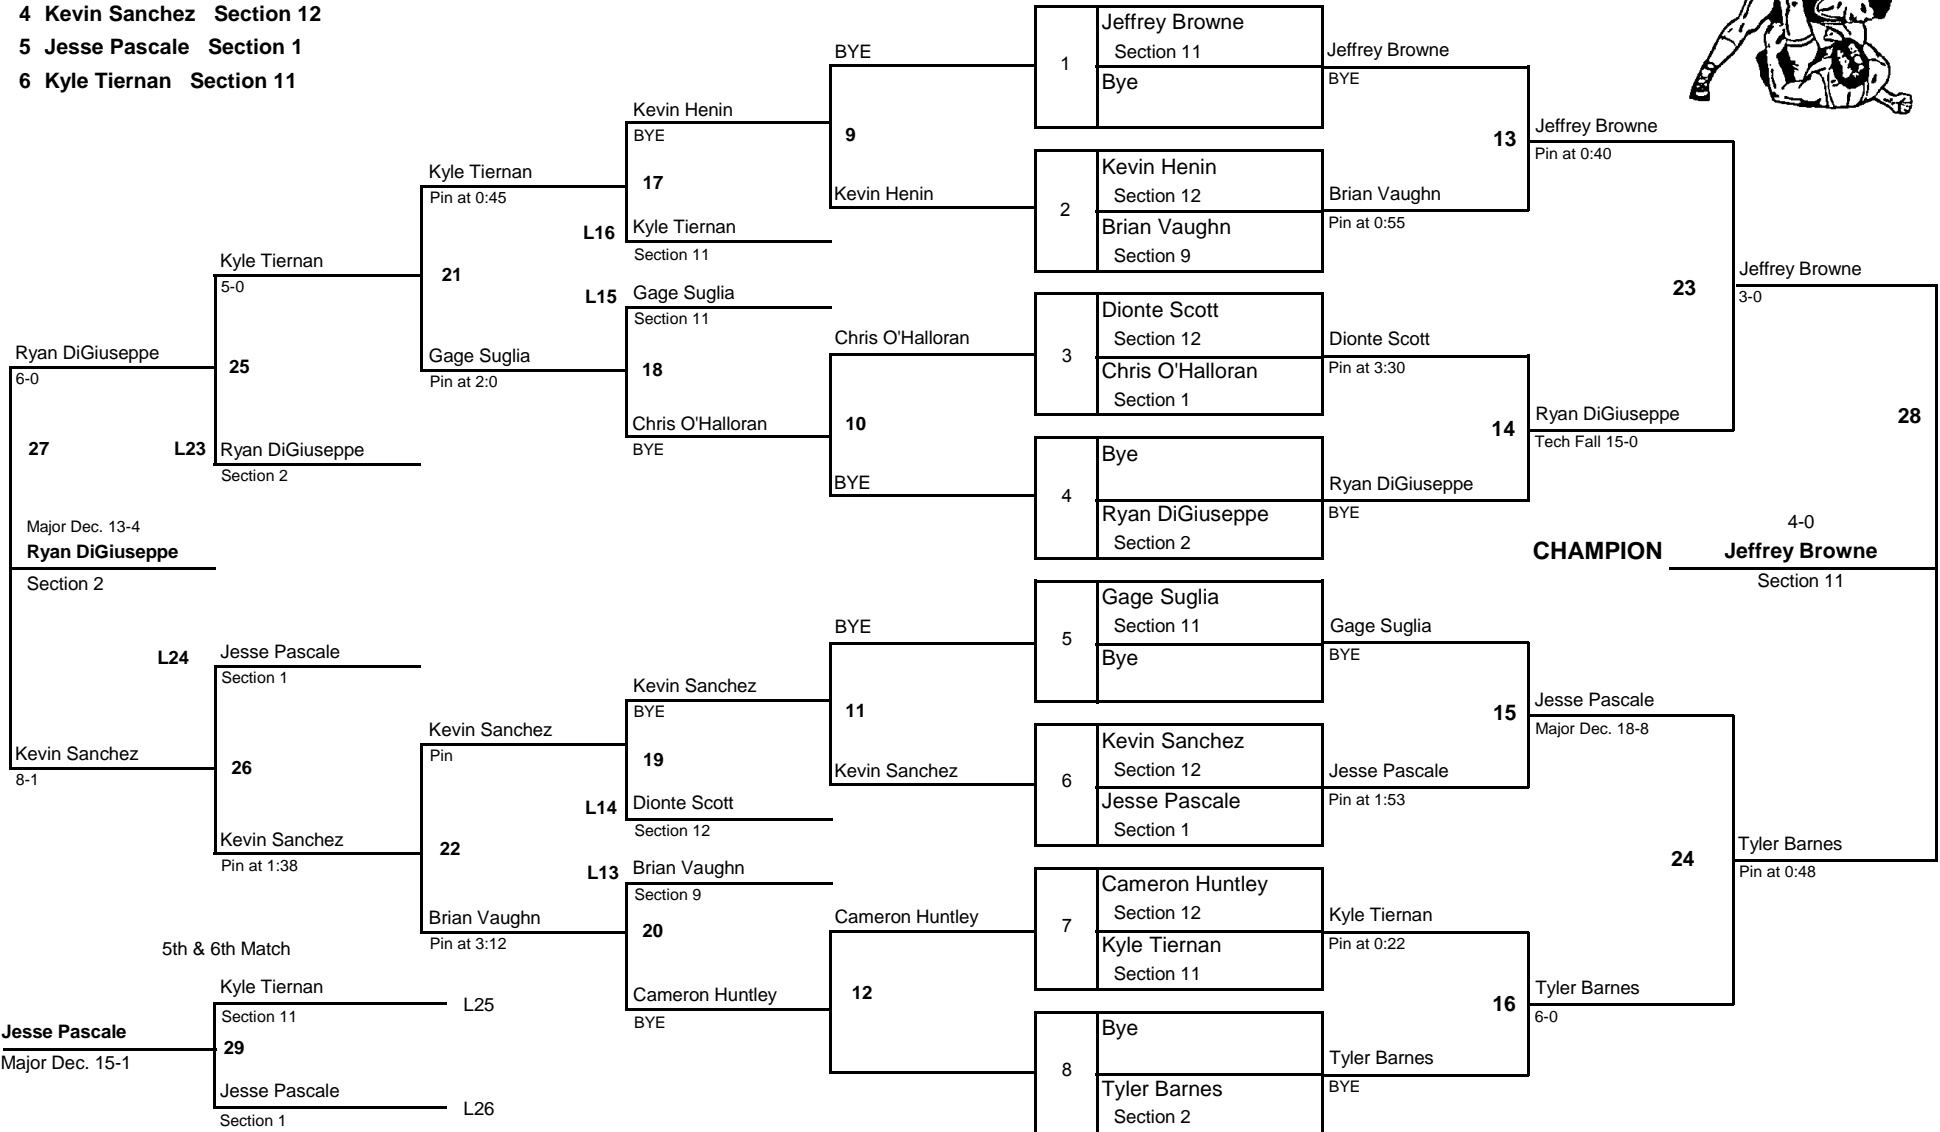 4 Kevin Sanchez Section 12
5 Jesse Pascale Section 1
6 Kyle Tiernan Section 11
Ryan DiGiuseppe
6-0
27
Major Dec. 13-4
Ryan DiGiuseppe
Section 2
Kevin Sanchez
8-1
5th & 6th Match
Jesse Pascale
Major Dec. 15-1
Kyle Tiernan
5-0
25
L23
Ryan DiGiuseppe
Section 2
L24
Jesse Pascale
Section 1
26
Kevin Sanchez
Pin at 1:38
Kyle Tiernan
L25
Section 11
29
Jesse Pascale
L26
Section 1
Kyle Tiernan
Pin at 0:45
21
Gage Suglia
Pin at 2:0
Kevin Sanchez
Pin
22
Brian Vaughn
Pin at 3:12
Kevin Henin
BYE
17
L16
Kyle Tiernan
Section 11
L15
Gage Suglia
Section 11
18
Chris O'Halloran
BYE
Kevin Sanchez
BYE
19
L14
Dionte Scott
Section 12
L13
Brian Vaughn
Section 9
20
Cameron Huntley
BYE
BYE
9
Kevin Henin
Chris O'Halloran
10
BYE
BYE
11
Kevin Sanchez
Cameron Huntley
12
1
Jeffrey Browne
Section 11
Bye
2
Kevin Henin
Section 12
Brian Vaughn
Section 9
3
Dionte Scott
Section 12
Chris O'Halloran
Section 1
4
Bye
Ryan DiGiuseppe
Section 2
5
Gage Suglia
Section 11
Bye
6
Kevin Sanchez
Section 12
Jesse Pascale
Section 1
7
Cameron Huntley
Section 12
Kyle Tiernan
Section 11
8
Bye
Tyler Barnes
Section 2
Jeffrey Browne
BYE
13
Brian Vaughn
Pin at 0:55
Dionte Scott
Pin at 3:30
14
Ryan DiGiuseppe
BYE
Gage Suglia
BYE
15
Jesse Pascale
Pin at 1:53
Kyle Tiernan
Pin at 0:22
16
Tyler Barnes
BYE
Jeffrey Browne
Pin at 0:40
23
Ryan DiGiuseppe
Tech Fall 15-0
Jesse Pascale
Major Dec. 18-8
24
Tyler Barnes
6-0
Jeffrey Browne
3-0
28
4-0
CHAMPION Jeffrey Browne
Section 11
Tyler Barnes
Pin at 0:48